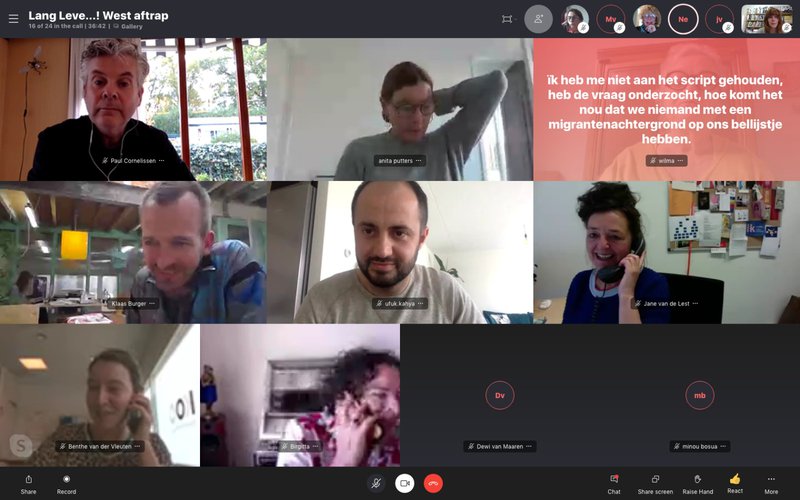 Lang Leve...! West aftrap
16 of 24 in the call | 36:42 | Gallery
Mv
Ne
jv
Paul Cornelissen
anita putters
ïk heb me niet aan het script gehouden,
heb de vraag onderzocht, hoe komt het
nou dat we niemand met een
migrantenachtergrond op ons bellijstje
hebben.
wilma
Klaas Burger
ufuk kahya
Jane van de Lest
Benthe van der Vleuten
Birgitta
Dv
Dewi van Maaren
mb
minou bosua
Share
Record
Chat
Share screen
Raise Hand
React
More